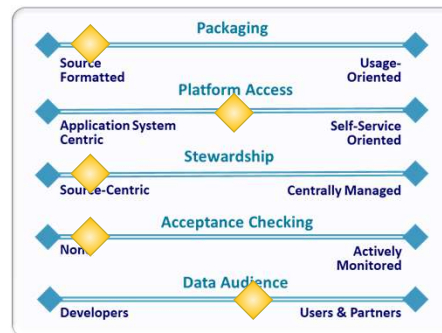 Packaging
Source
Formatted
Usage-
Oriented
Platform Access
Application System
Centric
Self-Service
Oriented
Stewardship
Source-Centric
Centrally Managed
Acceptance Checking
None
Actively
Monitored
Data Audience
Developers
Users & Partners